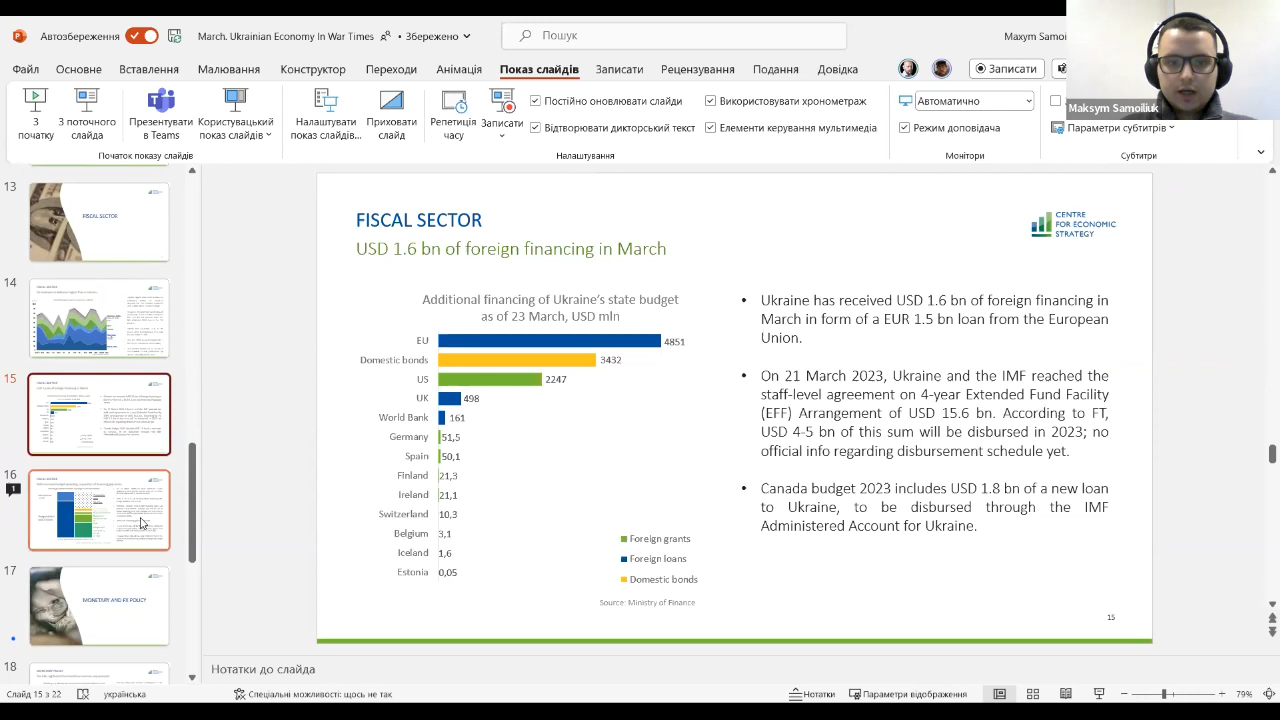 Автозбереження
March. Ukrainian Economy In War Times
Збережено
Пошук
Maxym Samoi
Файл
Основне
Вставлення
Малювання
Конструктор
Переходи
Анімація
Показ слайдів
Записати
Рецензування
Подання
Довідка
Записати
Maksym Samoiliuk
З початку
З поточного слайда
Презентувати в Teams
Користувацький показ слайдів
Налаштувати показ слайдів...
Приховати слайд
Репетиція часу
Записати
Постійно оновлювати слайди
Відтворювати дикторський текст
Використовувати хронометраж
Елементи керування мультимедіа
Автоматично
Режим доповідача
Параметри субтитрів
Початок показу слайдів
Налаштування
Монітори
Субтитри
13
FISCAL SECTOR
14
15
16
1
17
MONETARY AND FX POLICY
18
FISCAL SECTOR
USD 1.6 bn of foreign financing in March
CENTRE
FOR ECONOMIC
STRATEGY
Additional financing of Ukraine's state budget
as of 23 March, USD mln
EU 4851
Domestic bonds 3432
US 2247
UK 498
World Bank 161
Germany 51,5
Spain 50,1
Finland 21,3
Ireland 21,1
Switzerland 10,3
Belgium 3,1
Iceland 1,6
Estonia 0,05
Foreign grants
Foreign loans
Domestic bonds
Source: Ministry of Finance
• Ukraine has received USD 1.6 bn of foreign financing in
March in form of a EUR 1.5 bn loan from the European
Union.
• On 21 March 2023, Ukraine and the IMF reached the
staff-level agreement on 4-year Extended Fund Facility
(EFF) Arrangement of USD 15.6 bn. According to FT,
USD 4-5 bn of this sum will be disbursed in 2023; no
official info regarding disbursement schedule yet.
• Canada budget 2023 includes USD 1.8 bn of a new loan
to Ukraine, to be disbursed through the IMF
Administered Account for Ukraine.
15
Нотатки до слайда
Слайд 15 з 22
українська
Спеціальні можливості: щось не так
Нотатки
Параметри відображення
79%